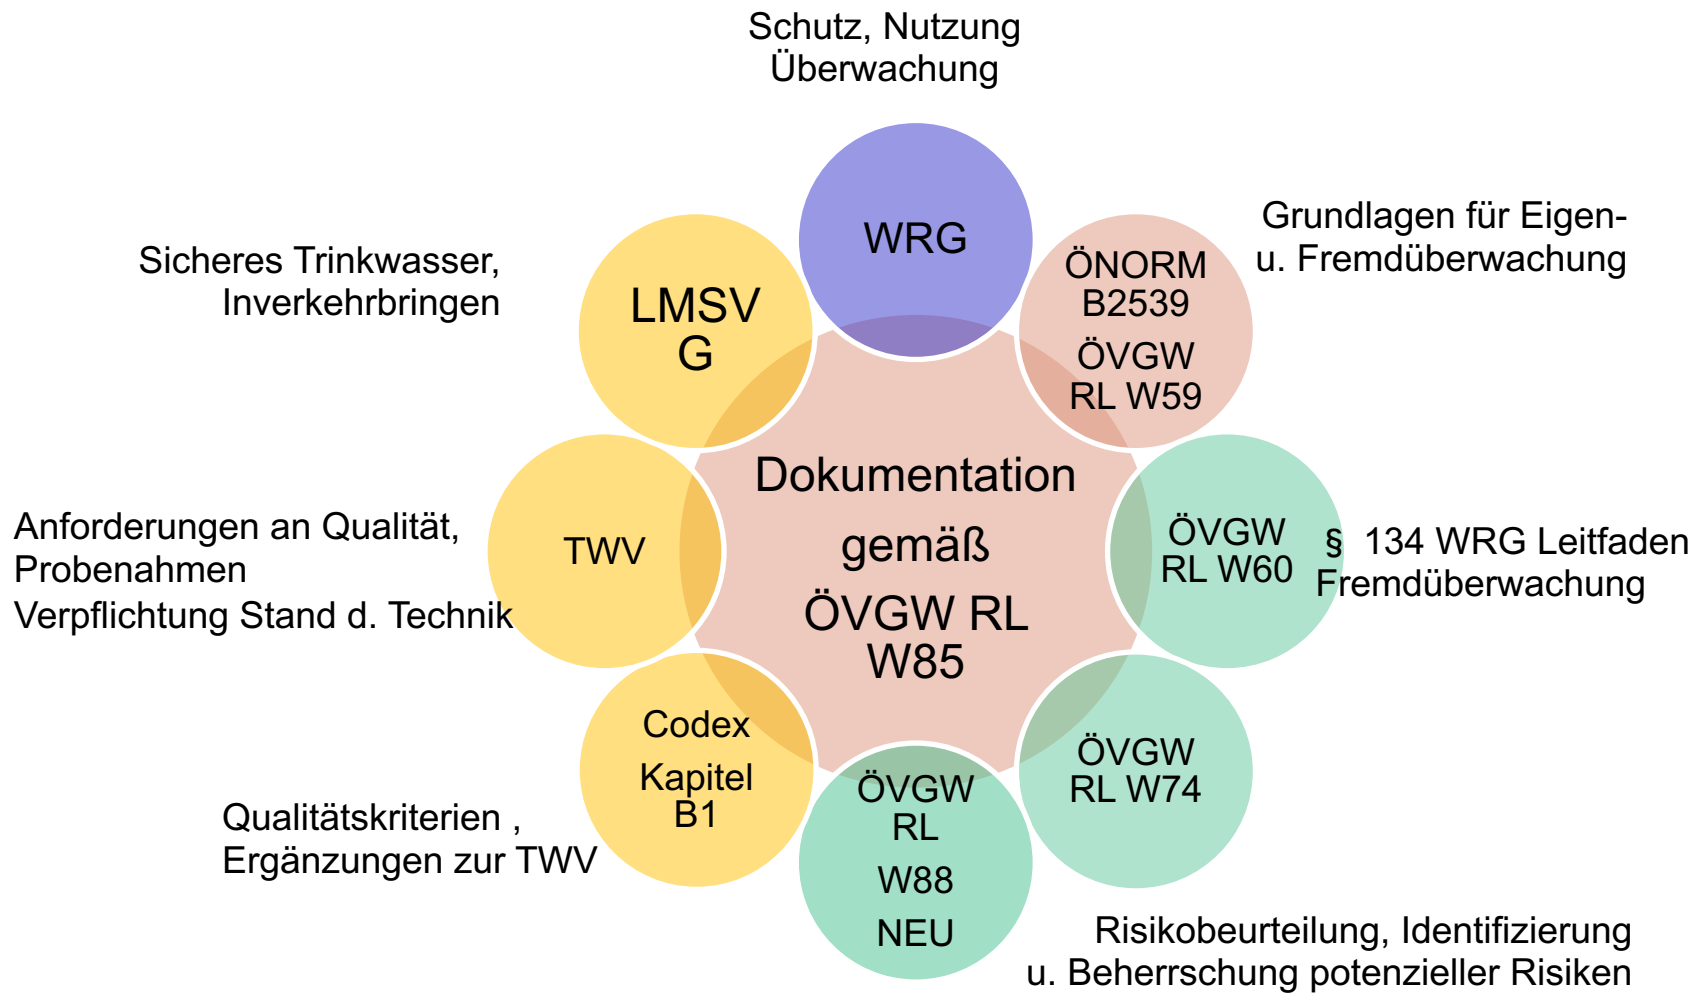 Schutz, Nutzung
Überwachung
WRG
Grundlagen für Eigen-
u. Fremdüberwachung
ÖNORM
B2539
ÖVGW
RL W59
Sicheres Trinkwasser,
Inverkehrbringen
LMSV
G
Dokumentation
gemäß
ÖVGW RL
W85
Anforderungen an Qualität,
Probenahmen
Verpflichtung Stand d. Technik
TWV
ÖVGW
RL W60
§ 134 WRG Leitfaden
Fremdüberwachung
Codex
Kapitel
B1
Qualitätskriterien ,
Ergänzungen zur TWV
ÖVGW
RL
W88
NEU
ÖVGW
RL W74
Risikobeurteilung, Identifizierung
u. Beherrschung potenzieller Risiken